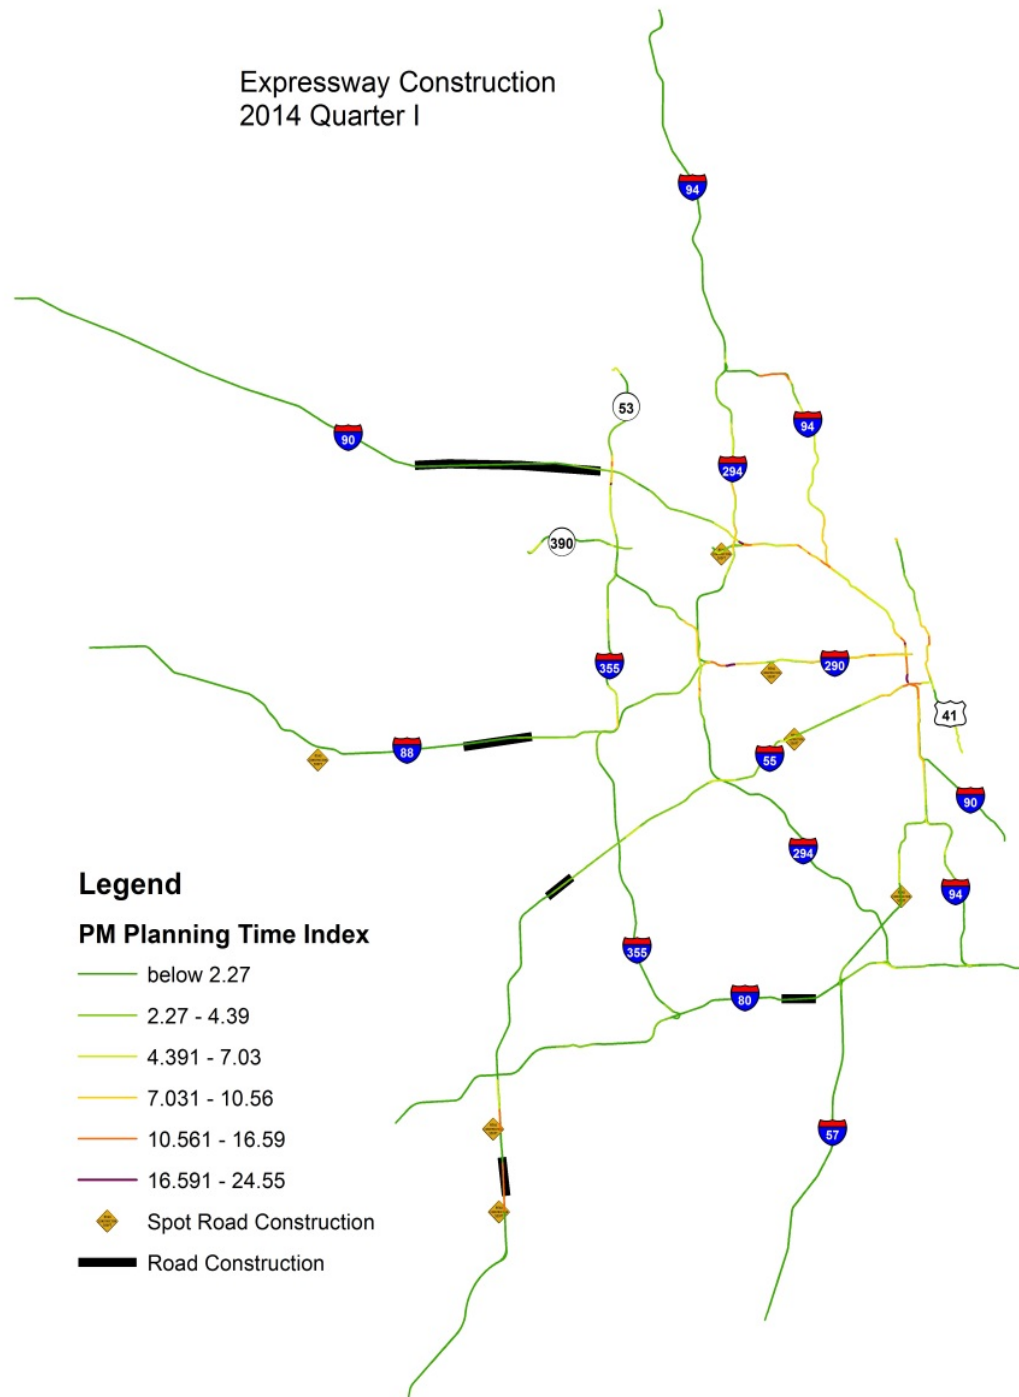 Expressway Construction
2014 Quarter I
94
90
53
94
294
390
355
290
41
88
55
90
294
94
355
80
57
Legend
PM Planning Time Index
below 2.27
2.27 - 4.39
4.391 - 7.03
7.031 - 10.56
10.561 - 16.59
16.591 - 24.55
Spot Road Construction
Road Construction